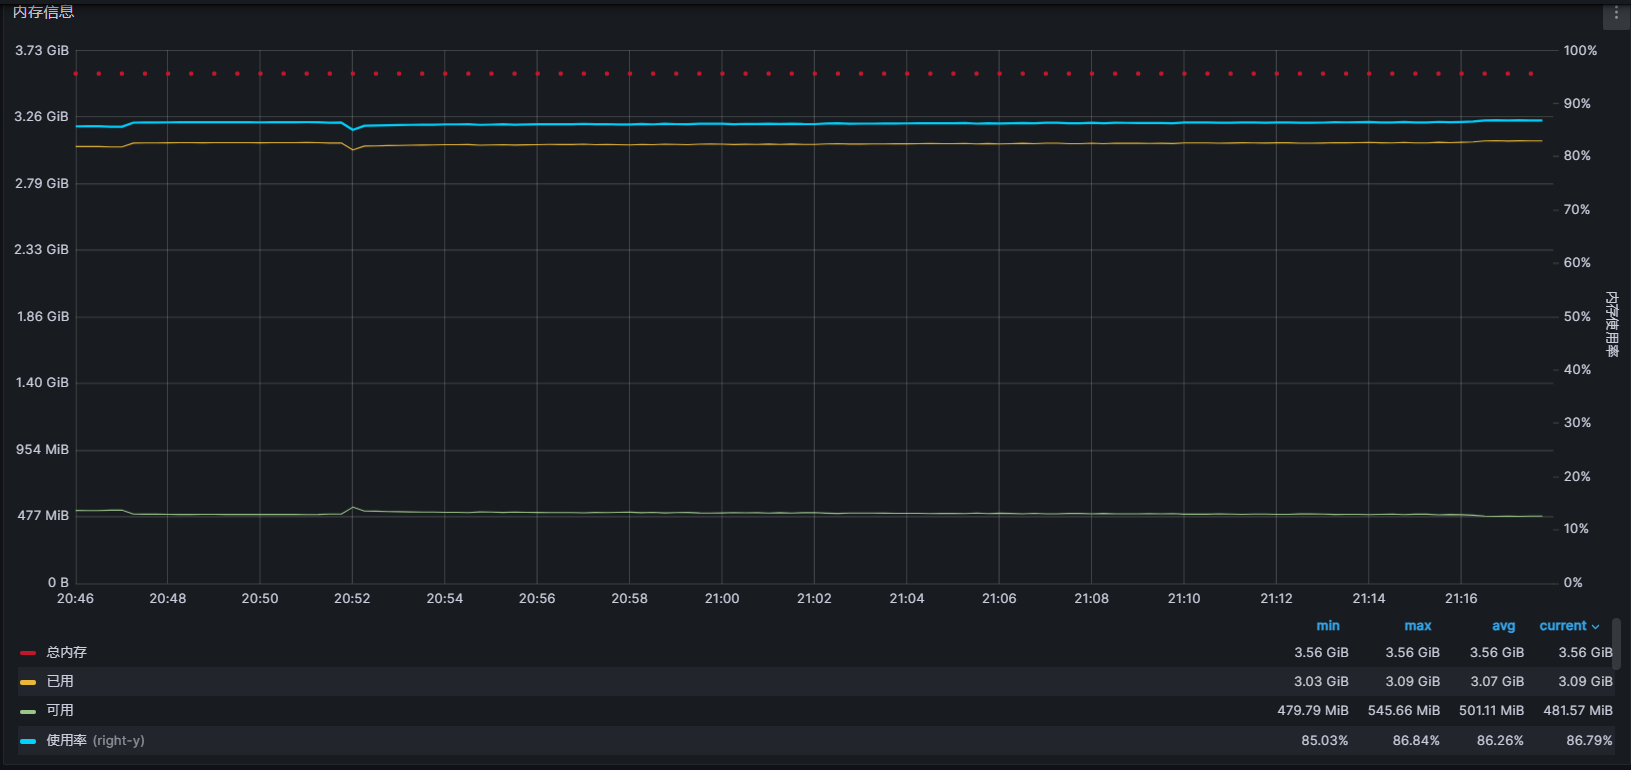 内存信息
3.73 GiB
3.26 GiB
2.79 GiB
2.33 GiB
1.86 GiB
1.40 GiB
954 MiB
477 MiB
0 B
100%
90%
80%
70%
60%
50%
40%
30%
20%
10%
0%
内存使用率
20:46 20:48 20:50 20:52 20:54 20:56 20:58 21:00 21:02 21:04 21:06 21:08 21:10 21:12 21:14 21:16
min max avg current
总内存 3.56 GiB 3.56 GiB 3.56 GiB 3.56 GiB
已用 3.03 GiB 3.09 GiB 3.07 GiB 3.09 GiB
可用 479.79 MiB 545.66 MiB 501.11 MiB 481.57 MiB
使用率 (right-y) 85.03% 86.84% 86.26% 86.79%